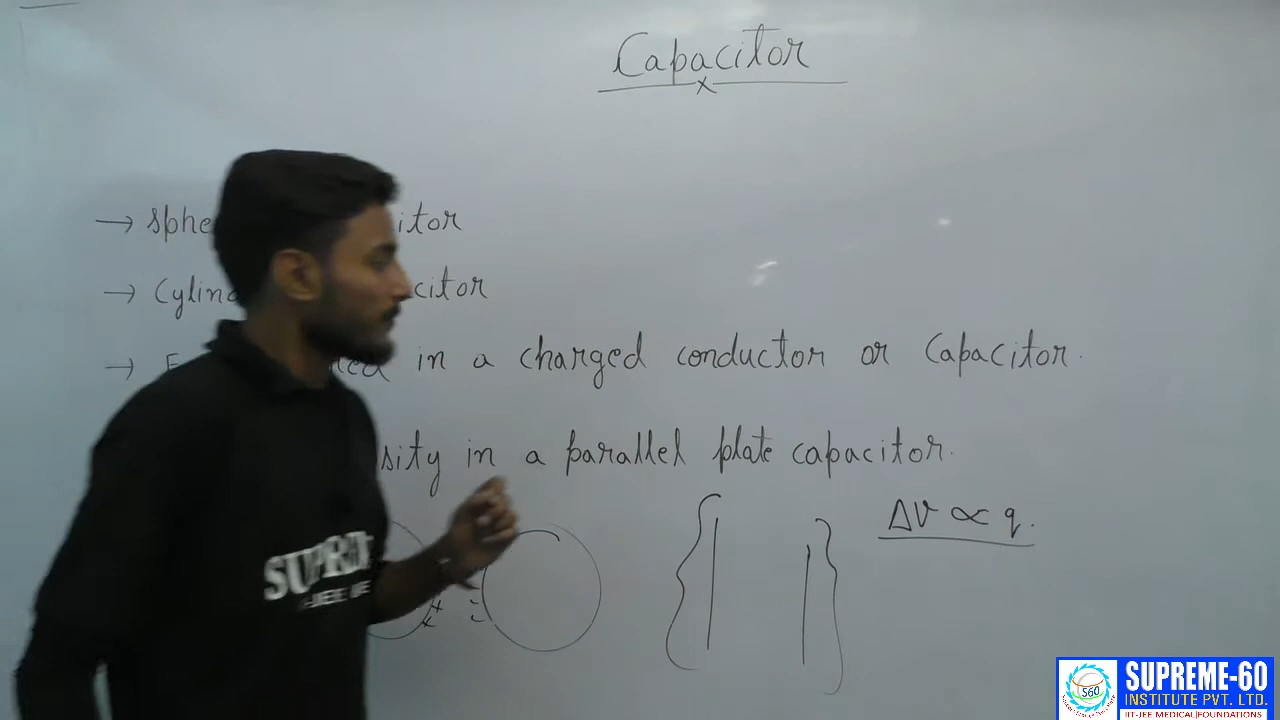 Capacitor
→ Sphe itor
→ Cylin citor
→ in a charged conductor or Capacitor.
sity in a parallel plate capacitor.
ΔV ∝ q.
SUPREME-60
INSTITUTE PVT. LTD.
IIT-JEE MEDICAL|FOUNDATIONS
S60